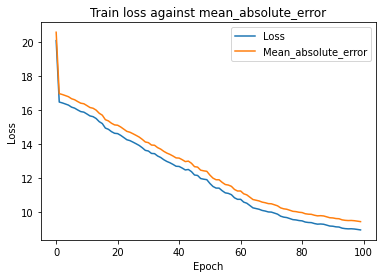 Train loss against mean_absolute_error
Loss
Mean_absolute_error
20
18
16
14
12
10
Loss
0
20
40
60
80
100
Epoch